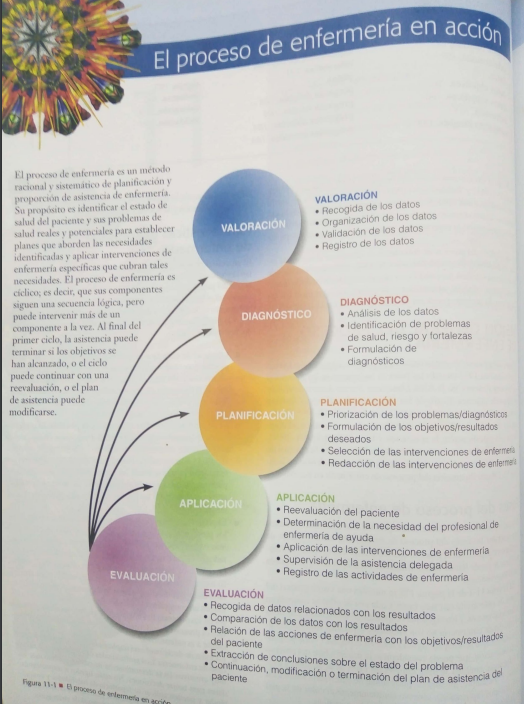 El proceso de enfermería en acción
El proceso de enfermería es un método
racional y sistemático de planificación y
proporción de asistencia de enfermería.
Su propósito es identificar el estado de
salud del paciente y sus problemas de
salud reales y potenciales para establecer
planes que aborden las necesidades
identificadas y aplicar intervenciones de
enfermería específicas que cubran tales
necesidades. El proceso de enfermería es
cíclico; es decir, que sus componentes
siguen una secuencia lógica, pero
puede intervenir más de un
componente a la vez. Al final del
primer ciclo, la asistencia puede
terminar si los objetivos se
han alcanzado, o el ciclo
puede continuar con una
reevaluación, o el plan
de asistencia puede
modificarse.
VALORACIÓN
VALORACIÓN
• Recogida de los datos
• Organización de los datos
• Validación de los datos
• Registro de los datos
DIAGNÓSTICO
DIAGNÓSTICO
• Análisis de los datos
• Identificación de problemas
de salud, riesgo y fortalezas
• Formulación de
diagnósticos
PLANIFICACIÓN
PLANIFICACIÓN
• Priorización de los problemas/diagnósticos
• Formulación de los objetivos/resultados
deseados
• Selección de las intervenciones de enfermería
• Redacción de las intervenciones de enfermería
APLICACIÓN
APLICACIÓN
• Reevaluación del paciente
• Determinación de la necesidad del profesional de
enfermería de ayuda
• Aplicación de las intervenciones de enfermería
• Supervisión de la asistencia delegada
• Registro de las actividades de enfermería
EVALUACIÓN
EVALUACIÓN
• Recogida de datos relacionados con los resultados
• Comparación de los datos con los resultados
• Relación de las acciones de enfermería con los objetivos/resultados
del paciente
• Extracción de conclusiones sobre el estado del problema
• Continuación, modificación o terminación del plan de asistencia del
paciente
Figura 11-1 ■ El proceso de enfermería en acción